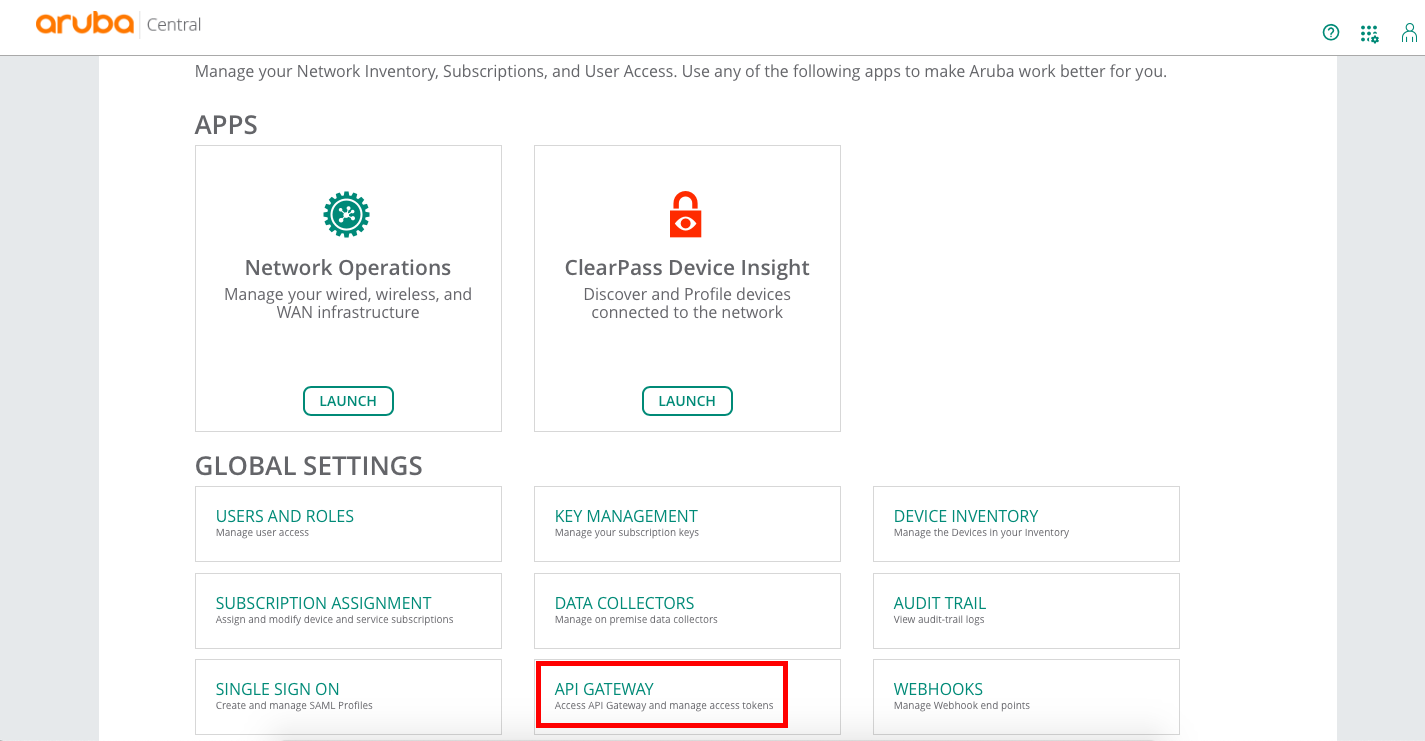 aruba Central
Manage your Network Inventory, Subscriptions, and User Access. Use any of the following apps to make Aruba work better for you.
APPS
Network Operations
Manage your wired, wireless, and
WAN infrastructure
LAUNCH
ClearPass Device Insight
Discover and Profile devices
connected to the network
LAUNCH
GLOBAL SETTINGS
USERS AND ROLES
Manage user access
KEY MANAGEMENT
Manage your subscription keys
DEVICE INVENTORY
Manage the Devices in your Inventory
SUBSCRIPTION ASSIGNMENT
Assign and modify device and service subscriptions
DATA COLLECTORS
Manage on premise data collectors
AUDIT TRAIL
View audit-trail logs
SINGLE SIGN ON
Create and manage SAML Profiles
API GATEWAY
Access API Gateway and manage access tokens
WEBHOOKS
Manage Webhook end points